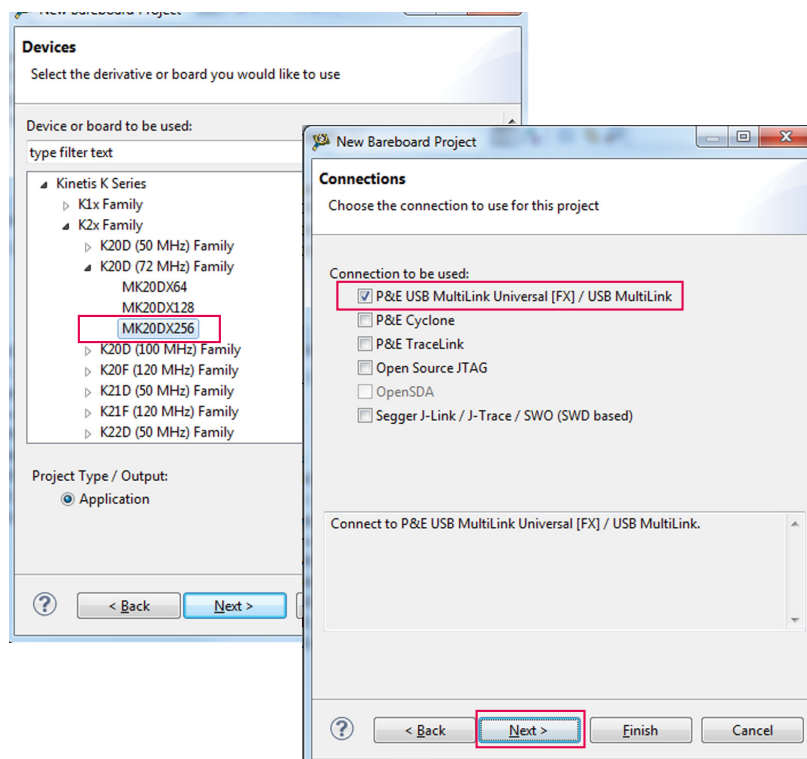 New Bareboard Project
Devices
Select the derivative or board you would like to use
Device or board to be used:
type filter text
Kinetis K Series
K1x Family
K2x Family
K20D (50 MHz) Family
K20D (72 MHz) Family
MK20DX64
MK20DX128
MK20DX256
K20D (100 MHz) Family
K20F (120 MHz) Family
K21D (50 MHz) Family
K21F (120 MHz) Family
K22D (50 MHz) Family
Project Type / Output:
Application
< Back
Next >
New Bareboard Project
Connections
Choose the connection to use for this project
Connection to be used:
P&E USB MultiLink Universal [FX] / USB MultiLink
P&E Cyclone
P&E TraceLink
Open Source JTAG
OpenSDA
Segger J-Link / J-Trace / SWO (SWD based)
Connect to P&E USB MultiLink Universal [FX] / USB MultiLink.
< Back
Next >
Finish
Cancel